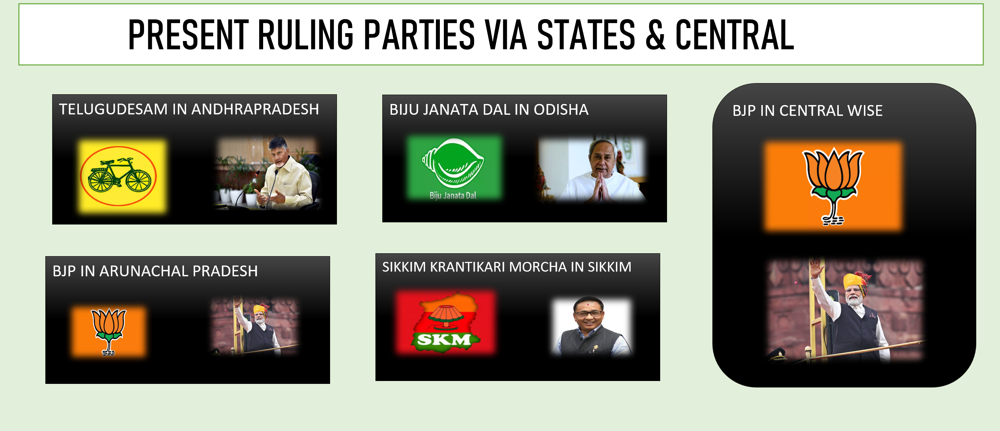 PRESENT RULING PARTIES VIA STATES & CENTRAL
TELUGUDESAM IN ANDHRAPRADESH
BIJU JANATA DAL IN ODISHA
Biju Janata Dal
BJP IN CENTRAL WISE
BJP IN ARUNACHAL PRADESH
SIKKIM KRANTIKARI MORCHA IN SIKKIM
SKM